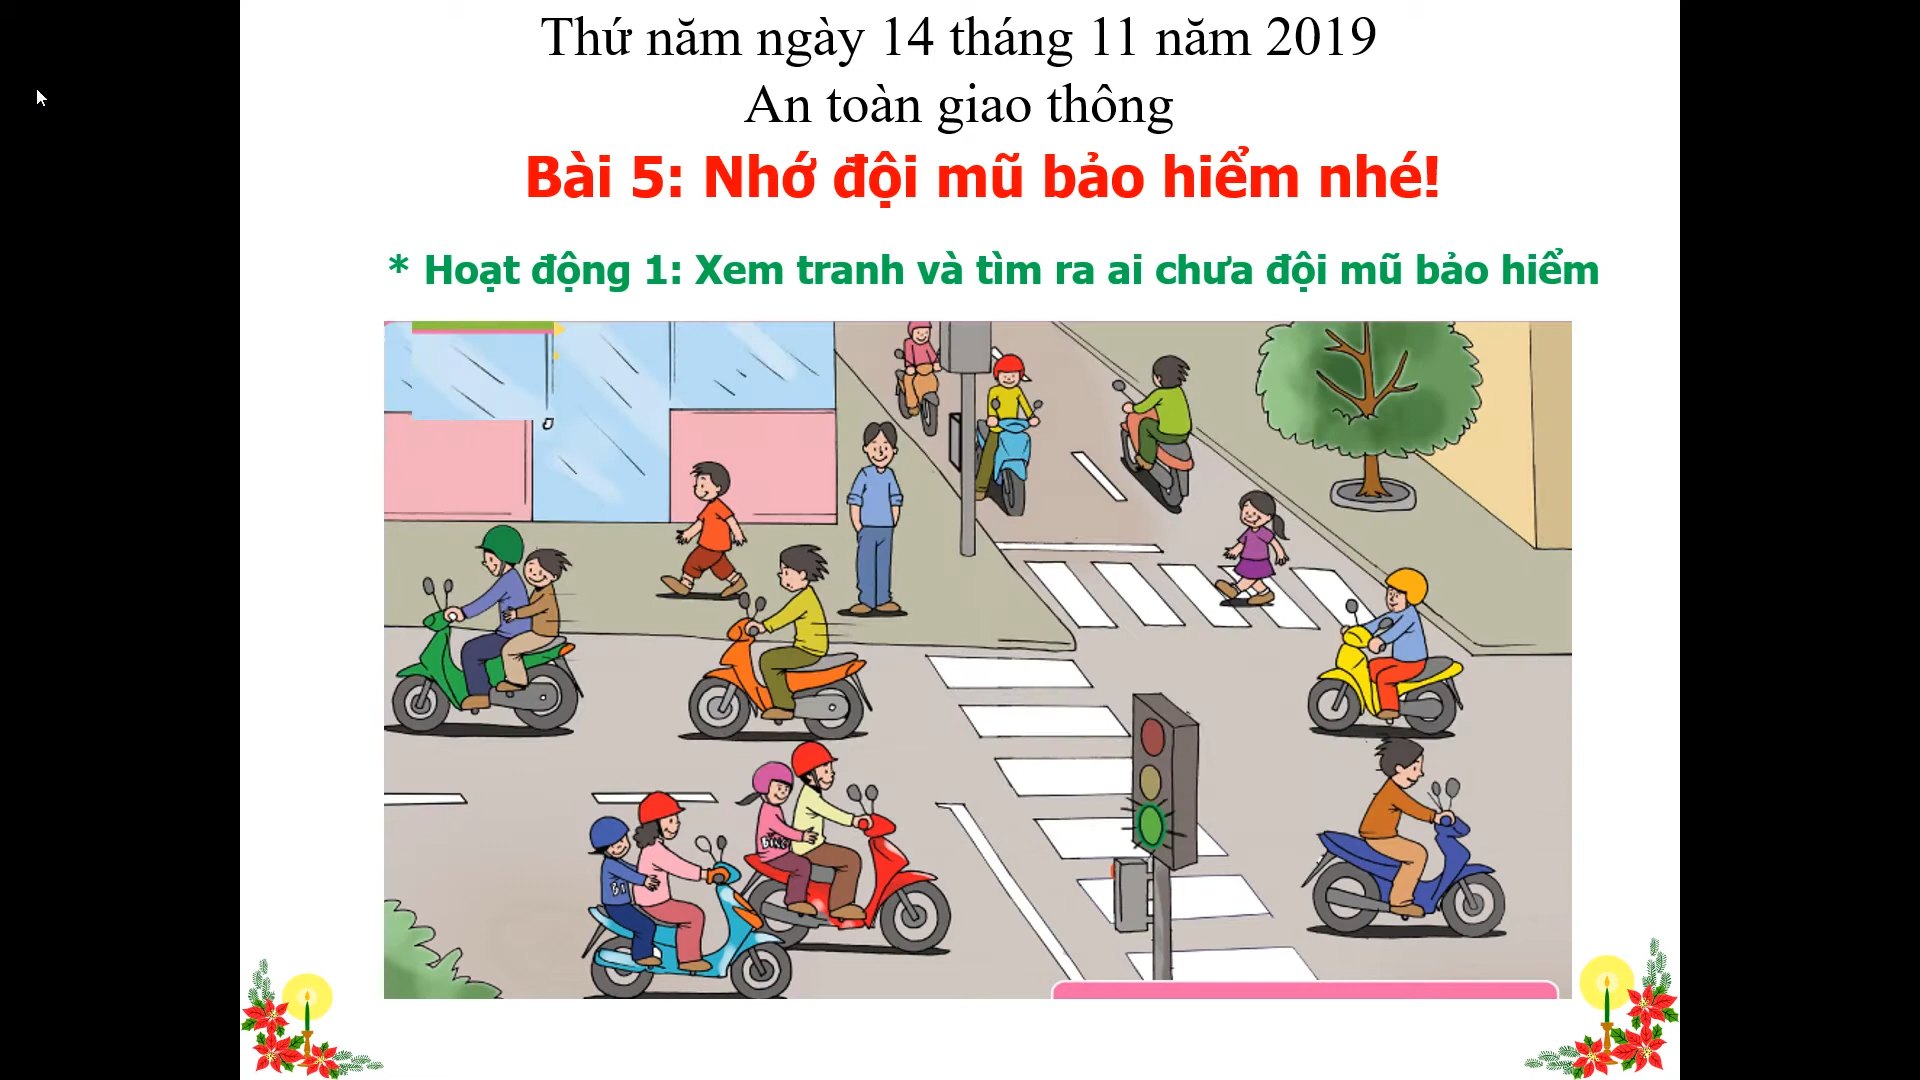 Thứ năm ngày 14 tháng 11 năm 2019
An toàn giao thông
Bài 5: Nhớ đội mũ bảo hiểm nhé!
* Hoạt động 1: Xem tranh và tìm ra ai chưa đội mũ bảo hiểm